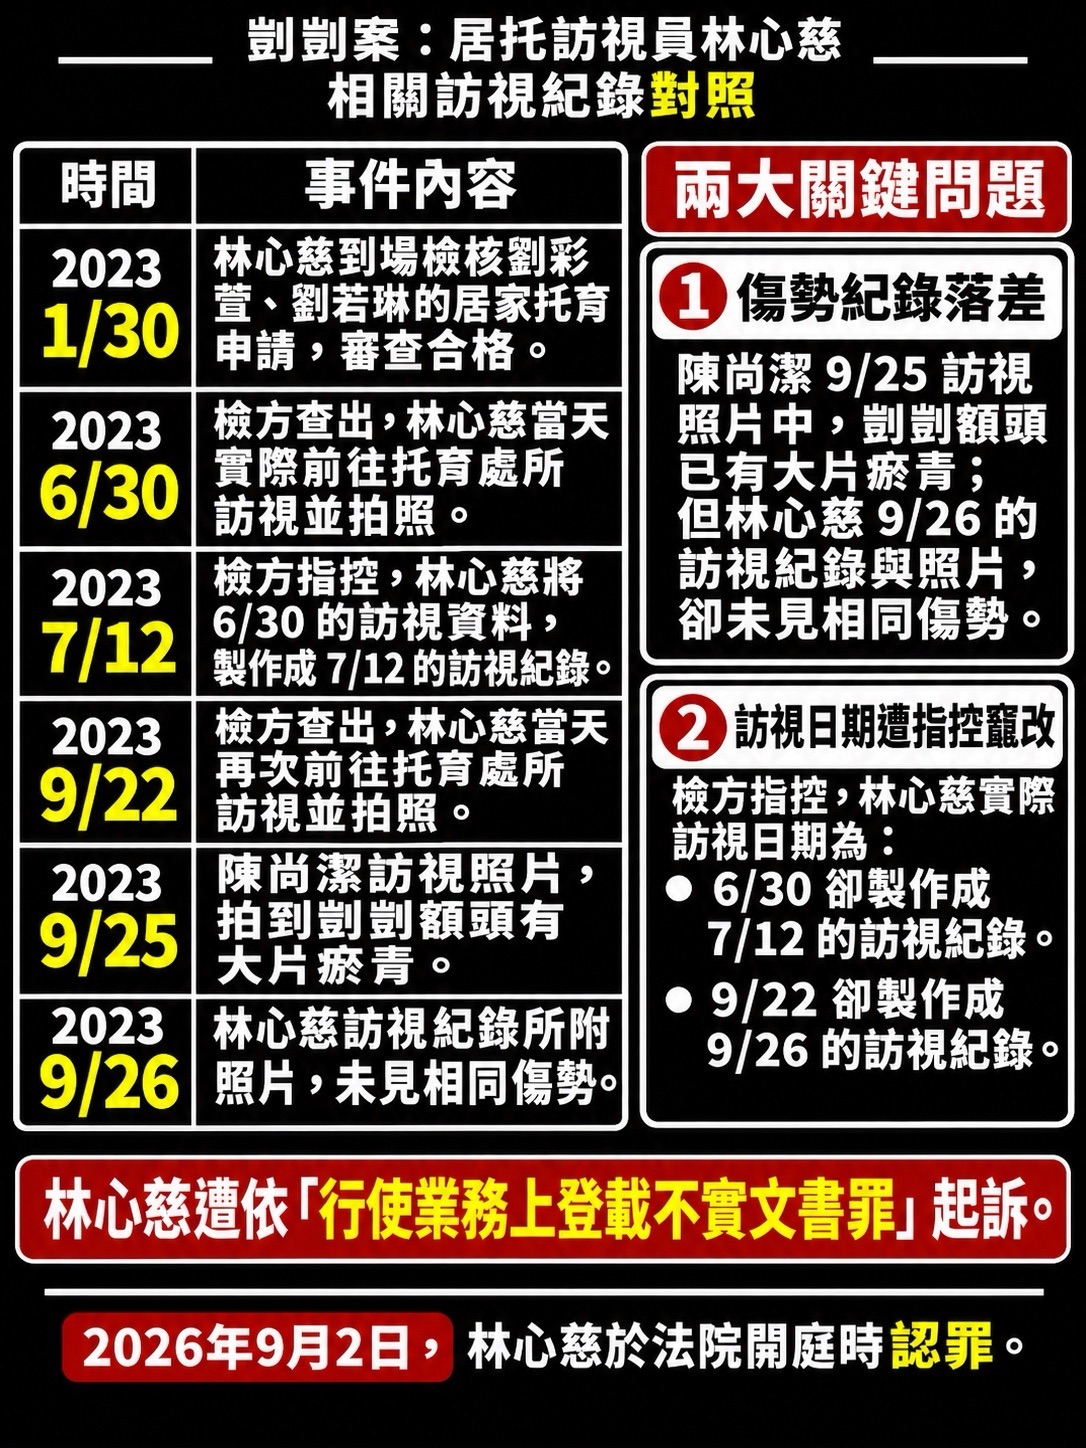 剴剴案：居托訪視員林心慈
相關訪視紀錄對照
時間
事件內容
2023
1/30
林心慈到場檢核劉彩
萱、劉若琳的居家托育
申請，審查合格。
2023
6/30
檢方查出，林心慈當天
實際前往托育處所
訪視並拍照。
2023
7/12
檢方指控，林心慈將
6/30 的訪視資料，
製作成 7/12 的訪視紀錄。
2023
9/22
檢方查出，林心慈當天
再次前往托育處所
訪視並拍照。
2023
9/25
陳尚潔訪視照片，
拍到剴剴額頭有
大片瘀青。
2023
9/26
林心慈訪視紀錄所附
照片，未見相同傷勢。
兩大關鍵問題
1 傷勢紀錄落差
陳尚潔 9/25 訪視
照片中，剴剴額頭
已有大片瘀青；
但林心慈 9/26 的
訪視紀錄與照片，
卻未見相同傷勢。
2 訪視日期遭指控竄改
檢方指控，林心慈實際
訪視日期為：
● 6/30 卻製作成
7/12 的訪視紀錄。
● 9/22 卻製作成
9/26 的訪視紀錄。
林心慈遭依「行使業務上登載不實文書罪」起訴。
2026年9月2日，林心慈於法院開庭時認罪。